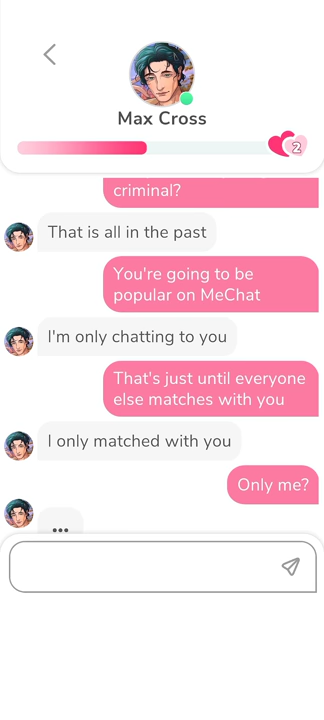 Max Cross
2
criminal?
That is all in the past
You're going to be
popular on MeChat
I'm only chatting to you
That's just until everyone
else matches with you
I only matched with you
Only me?
...